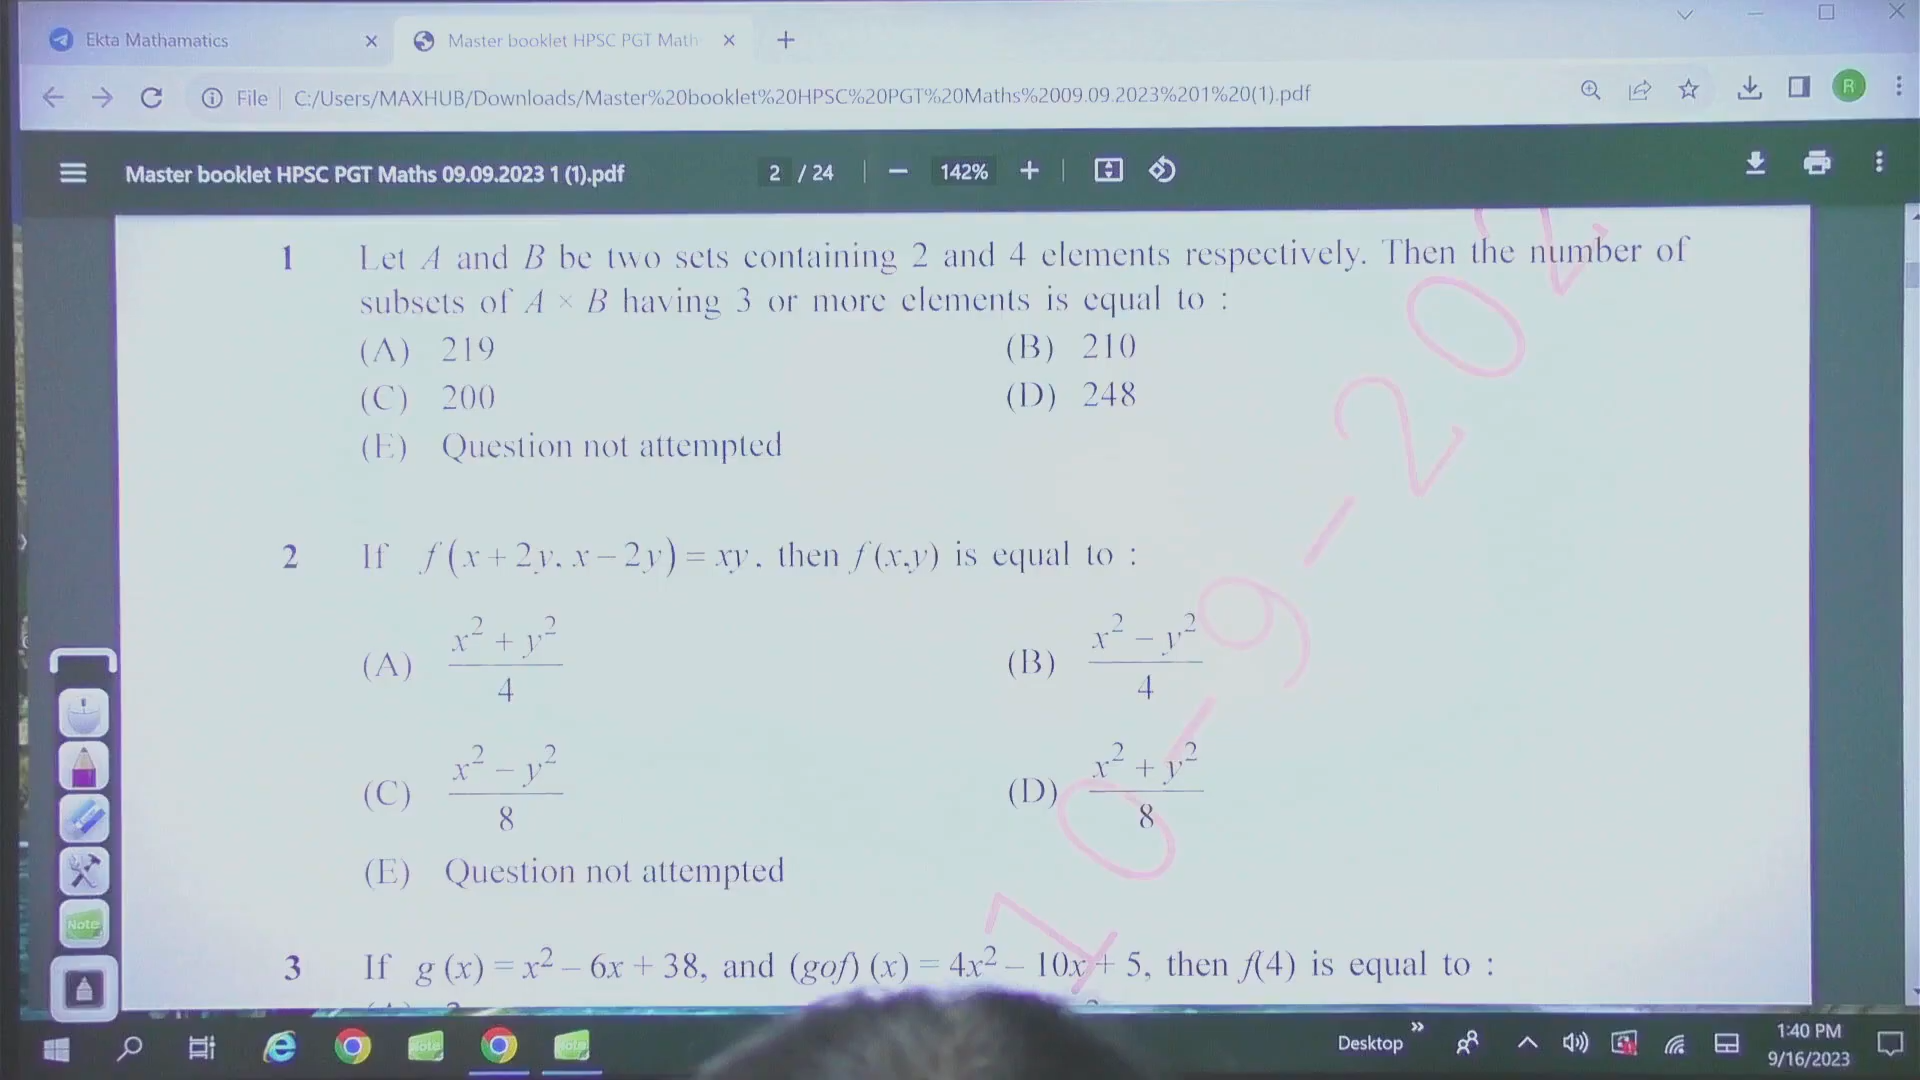 Ekta Mathamatics
Master booklet HPSC PGT Math
File C:/Users/MAXHUB/Downloads/Master%20booklet%20HPSC%20PGT%20Maths%2009.09.2023%201%20(1).pdf
R
Master booklet HPSC PGT Maths 09.09.2023 1 (1).pdf
2 / 24
142%
1 Let A and B be two sets containing 2 and 4 elements respectively. Then the number of
subsets of A × B having 3 or more elements is equal to :
(A) 219 (B) 210
(C) 200 (D) 248
(E) Question not attempted
2 If f(x+2y, x−2y)=xy, then f(x,y) is equal to :
(A) x² + y² / 4 (B) x² − y² / 4
(C) x² − y² / 8 (D) x² + y² / 8
(E) Question not attempted
3 If g(x)=x² – 6x + 38, and (gof)(x) = 4x² – 10x + 5, then f(4) is equal to :
10-9-202
Note
Desktop
1:40 PM
9/16/2023